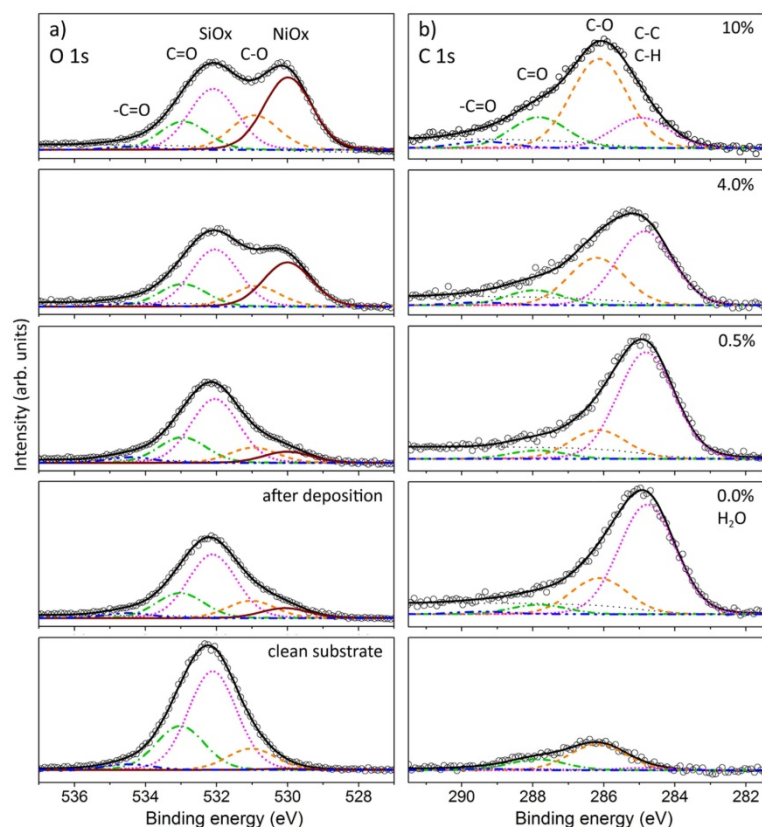 a)
O 1s
-C=O
C=O
SiOx
C-O
NiOx
b)
C 1s
-C=O
C=O
C-O
C-C
C-H
10%
4.0%
0.5%
after deposition
0.0%
H₂O
clean substrate
Intensity (arb. units)
536 534 532 530 528
Binding energy (eV)
290 288 286 284 282
Binding energy (eV)